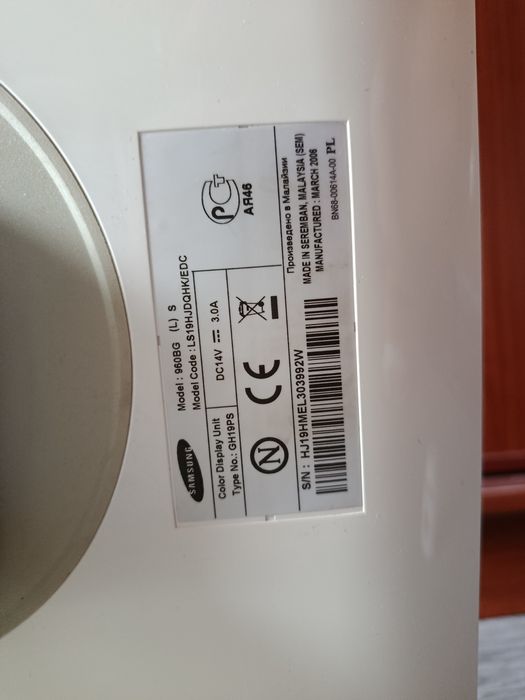 SAMSUNG
Model : 960BG (L) S
Model Code : LS19HJDQHK/EDC
Color Display Unit
Type No.: GH19PS
DC14V 3.0A
PCT
АЯ46
N
CE
S/N : HJ19HMEL303992W
Произведено в Малайзии
MADE IN SEREMBAN, MALAYSIA (SEM)
MANUFACTURED : MARCH 2006
BN68-00614A-00 PL